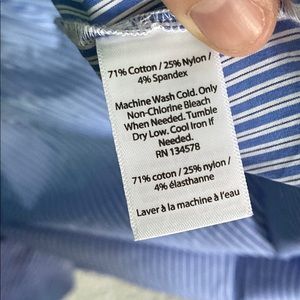 71% Cotton / 25% Nylon /
4% Spandex
Machine Wash Cold. Only
Non-Chlorine Bleach
When Needed. Tumble
Dry Low. Cool Iron if
Needed.
RN 134578
71% coton / 25% nylon /
4% élasthanne
Laver à la machine à l'eau